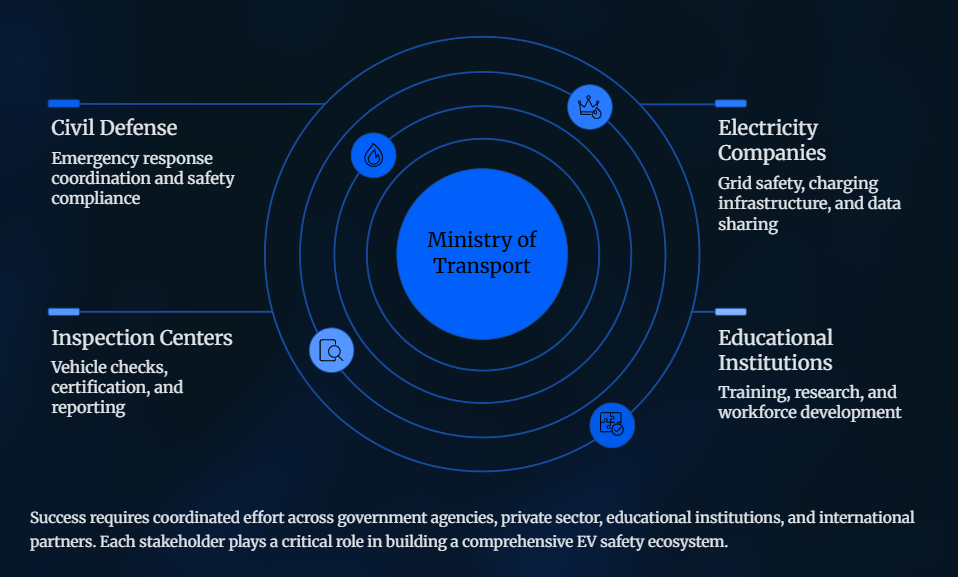 Civil Defense
Emergency response
coordination and safety
compliance
Electricity
Companies
Grid safety, charging
infrastructure, and data
sharing
Ministry of
Transport
Inspection Centers
Vehicle checks,
certification, and
reporting
Educational
Institutions
Training, research, and
workforce development
Success requires coordinated effort across government agencies, private sector, educational institutions, and international
partners. Each stakeholder plays a critical role in building a comprehensive EV safety ecosystem.